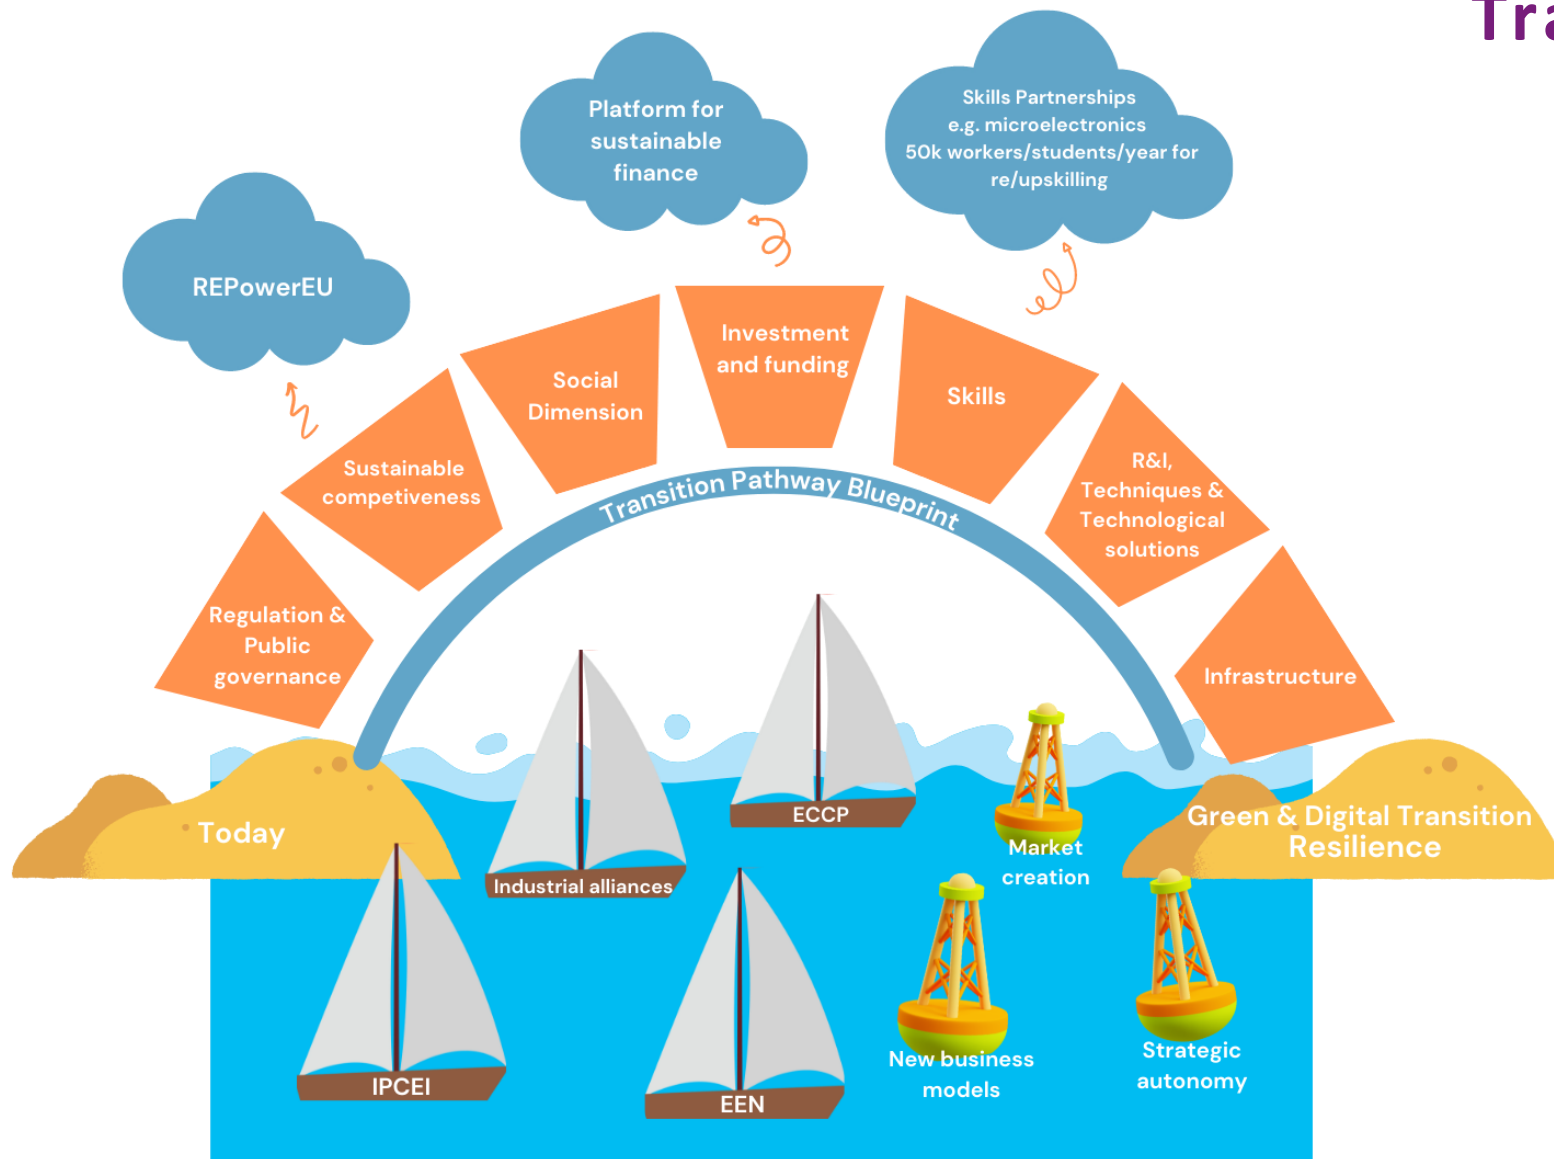 Tra
Platform for
sustainable
finance
Skills Partnerships
e.g. microelectronics
50k workers/students/year for
re/upskilling
REPowerEU
Investment
and funding
Social
Dimension
Skills
Sustainable
competiveness
R&I,
Techniques &
Technological
solutions
Transition Pathway Blueprint
Regulation &
Public
governance
Infrastructure
Today
ECCP
Green & Digital Transition
Resilience
Market
creation
Industrial alliances
IPCEI
EEN
New business
models
Strategic
autonomy